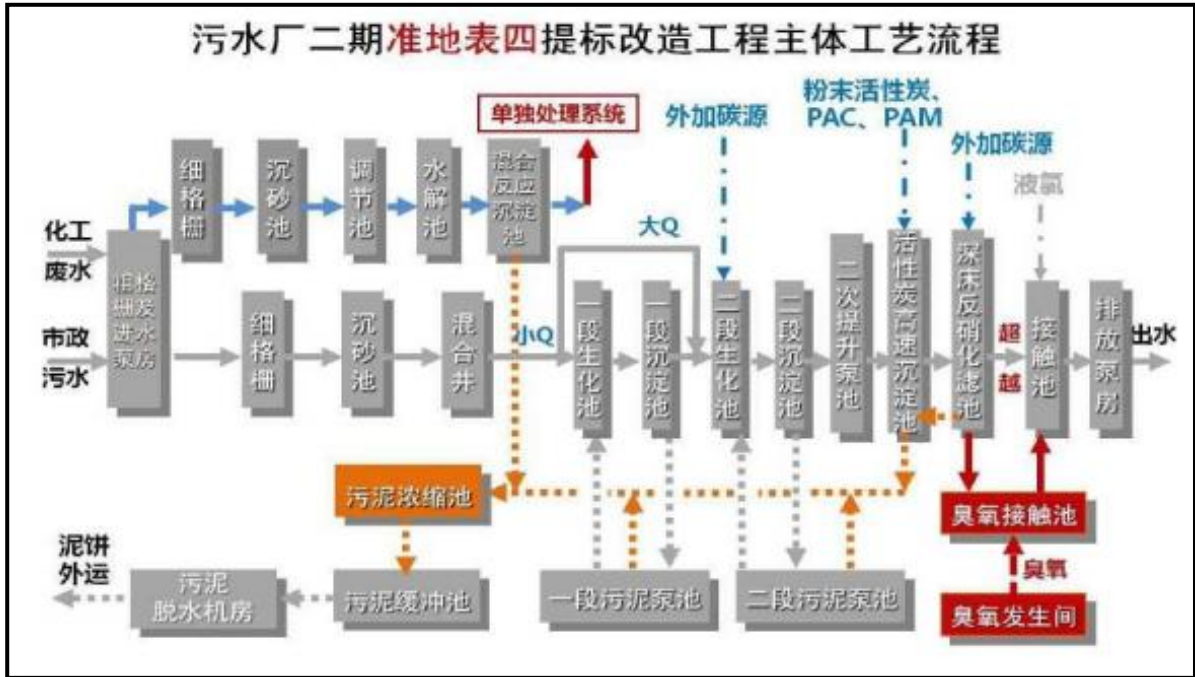 污水厂二期准地表四提标改造工程主体工艺流程
单独处理系统
外加碳源
粉末活性炭、
PAC、PAM
外加碳源
液氯
细格栅
沉砂池
调节池
水解池
混合
反应
沉淀
池
大Q
化工
废水
粗格
栅及
进水
泵房
市政
污水
细格栅
沉砂池
混合井
小Q
一段生化池
一段沉淀池
二段生化池
二段沉淀池
二次提升泵池
活性炭高速沉淀池
深床反硝化滤池
超
越
接触池
排放泵房
出水
污泥浓缩池
臭氧接触池
臭氧
泥饼
外运
污泥
脱水机房
污泥缓冲池
一段污泥泵池
二段污泥泵池
臭氧发生间